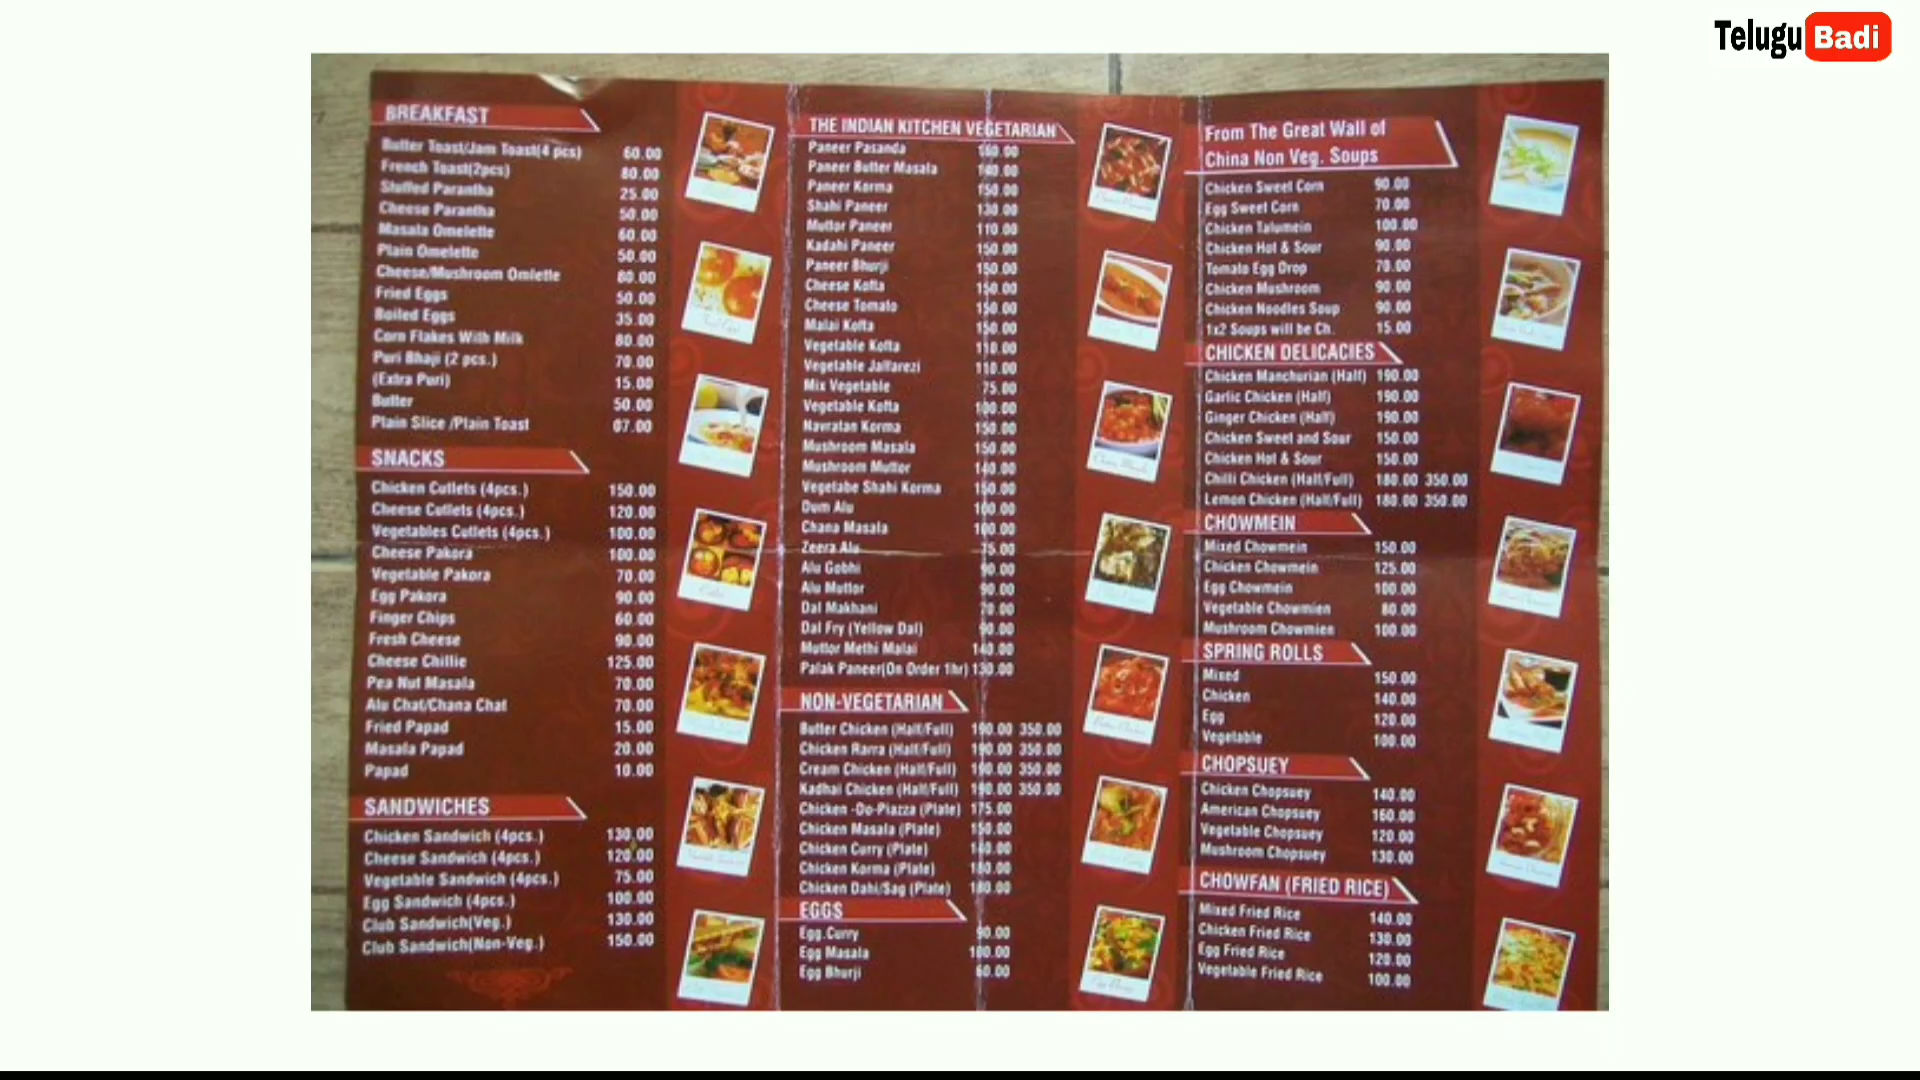 Telugu Badi
BREAKFAST
Butter Toast/Jam Toast(4 pcs) 60.00
French Toast(2pcs) 80.00
Stuffed Parantha 25.00
Cheese Parantha 50.00
Masala Omelette 60.00
Plain Omelette 50.00
Cheese/Mushroom Omlette 80.00
Fried Eggs 50.00
Boiled Eggs 35.00
Corn Flakes With Milk 80.00
Puri Bhaji (2 pcs.) 70.00
(Extra Puri) 15.00
Butter 50.00
Plain Slice /Plain Toast 07.00
SNACKS
Chicken Cutlets (4pcs.) 150.00
Cheese Cutlets (4pcs.) 120.00
Vegetables Cutlets (4pcs.) 100.00
Cheese Pakora 100.00
Vegetable Pakora 70.00
Egg Pakora 90.00
Finger Chips 60.00
Fresh Cheese 90.00
Cheese Chillie 125.00
Pea Nut Masala 70.00
Alu Chat/Chana Chat 70.00
Fried Papad 15.00
Masala Papad 20.00
Papad 10.00
SANDWICHES
Chicken Sandwich (4pcs.) 130.00
Cheese Sandwich (4pcs.) 120.00
Vegetable Sandwich (4pcs.) 75.00
Egg Sandwich (4pcs.) 100.00
Club Sandwich(Veg.) 130.00
Club Sandwich(Non-Veg.) 150.00
THE INDIAN KITCHEN VEGETARIAN
Paneer Pasanda
Paneer Butter Masala 140.00
Paneer Korma 150.00
Shahi Paneer 130.00
Muttor Paneer 110.00
Kadahi Paneer 150.00
Paneer Bhurji 150.00
Cheese Kofta 150.00
Cheese Tomato 150.00
Malai Kofta 150.00
Vegetable Kofta 110.00
Vegetable Jalfarezi 110.00
Mix Vegetable 75.00
Vegetable Kofta 100.00
Navratan Korma 150.00
Mushroom Masala 150.00
Mushroom Muttor 140.00
Vegetabe Shahi Korma 150.00
Dum Alu 100.00
Chana Masala 100.00
Zeera Alu 75.00
Alu Gobhi 90.00
Alu Muttor 90.00
Dal Makhani 70.00
Dal Fry (Yellow Dal) 90.00
Muttor Methi Malai 140.00
Palak Paneer(On Order 1hr) 130.00
NON-VEGETARIAN
Butter Chicken (Half/Full) 190.00 350.00
Chicken Rarra (Half/Full) 190.00 350.00
Cream Chicken (Half/Full) 190.00 350.00
Kadhai Chicken (Half/Full) 190.00 350.00
Chicken -Do-Piazza (Plate) 175.00
Chicken Masala (Plate) 150.00
Chicken Curry (Plate) 140.00
Chicken Korma (Plate) 180.00
Chicken Dahi/Sag (Plate) 180.00
EGGS
Egg.Curry 90.00
Egg Masala 100.00
Egg Bhurji 60.00
From The Great Wall of
China Non Veg. Soups
Chicken Sweet Corn 90.00
Egg Sweet Corn 70.00
Chicken Talumein 100.00
Chicken Hot & Sour 90.00
Tomato Egg Drop 70.00
Chicken Mushroom 90.00
Chicken Noodles Soup 90.00
1x2 Soups will be Ch. 15.00
CHICKEN DELICACIES
Chicken Manchurian (Half) 190.00
Garlic Chicken (Half) 190.00
Ginger Chicken (Half) 190.00
Chicken Sweet and Sour 150.00
Chicken Hot & Sour 150.00
Chilli Chicken (Half/Full) 180.00 350.00
Lemon Chicken (Half/Full) 180.00 350.00
CHOWMEIN
Mixed Chowmein 150.00
Chicken Chowmein 125.00
Egg Chowmein 100.00
Vegetable Chowmien 80.00
Mushroom Chowmien 100.00
SPRING ROLLS
Mixed 150.00
Chicken 140.00
Egg 120.00
Vegetable 100.00
CHOPSUEY
Chicken Chopsuey 140.00
American Chopsuey 160.00
Vegetable Chopsuey 120.00
Mushroom Chopsuey 130.00
CHOWFAN (FRIED RICE)
Mixed Fried Rice 140.00
Chicken Fried Rice 130.00
Egg Fried Rice 120.00
Vegetable Fried Rice 100.00